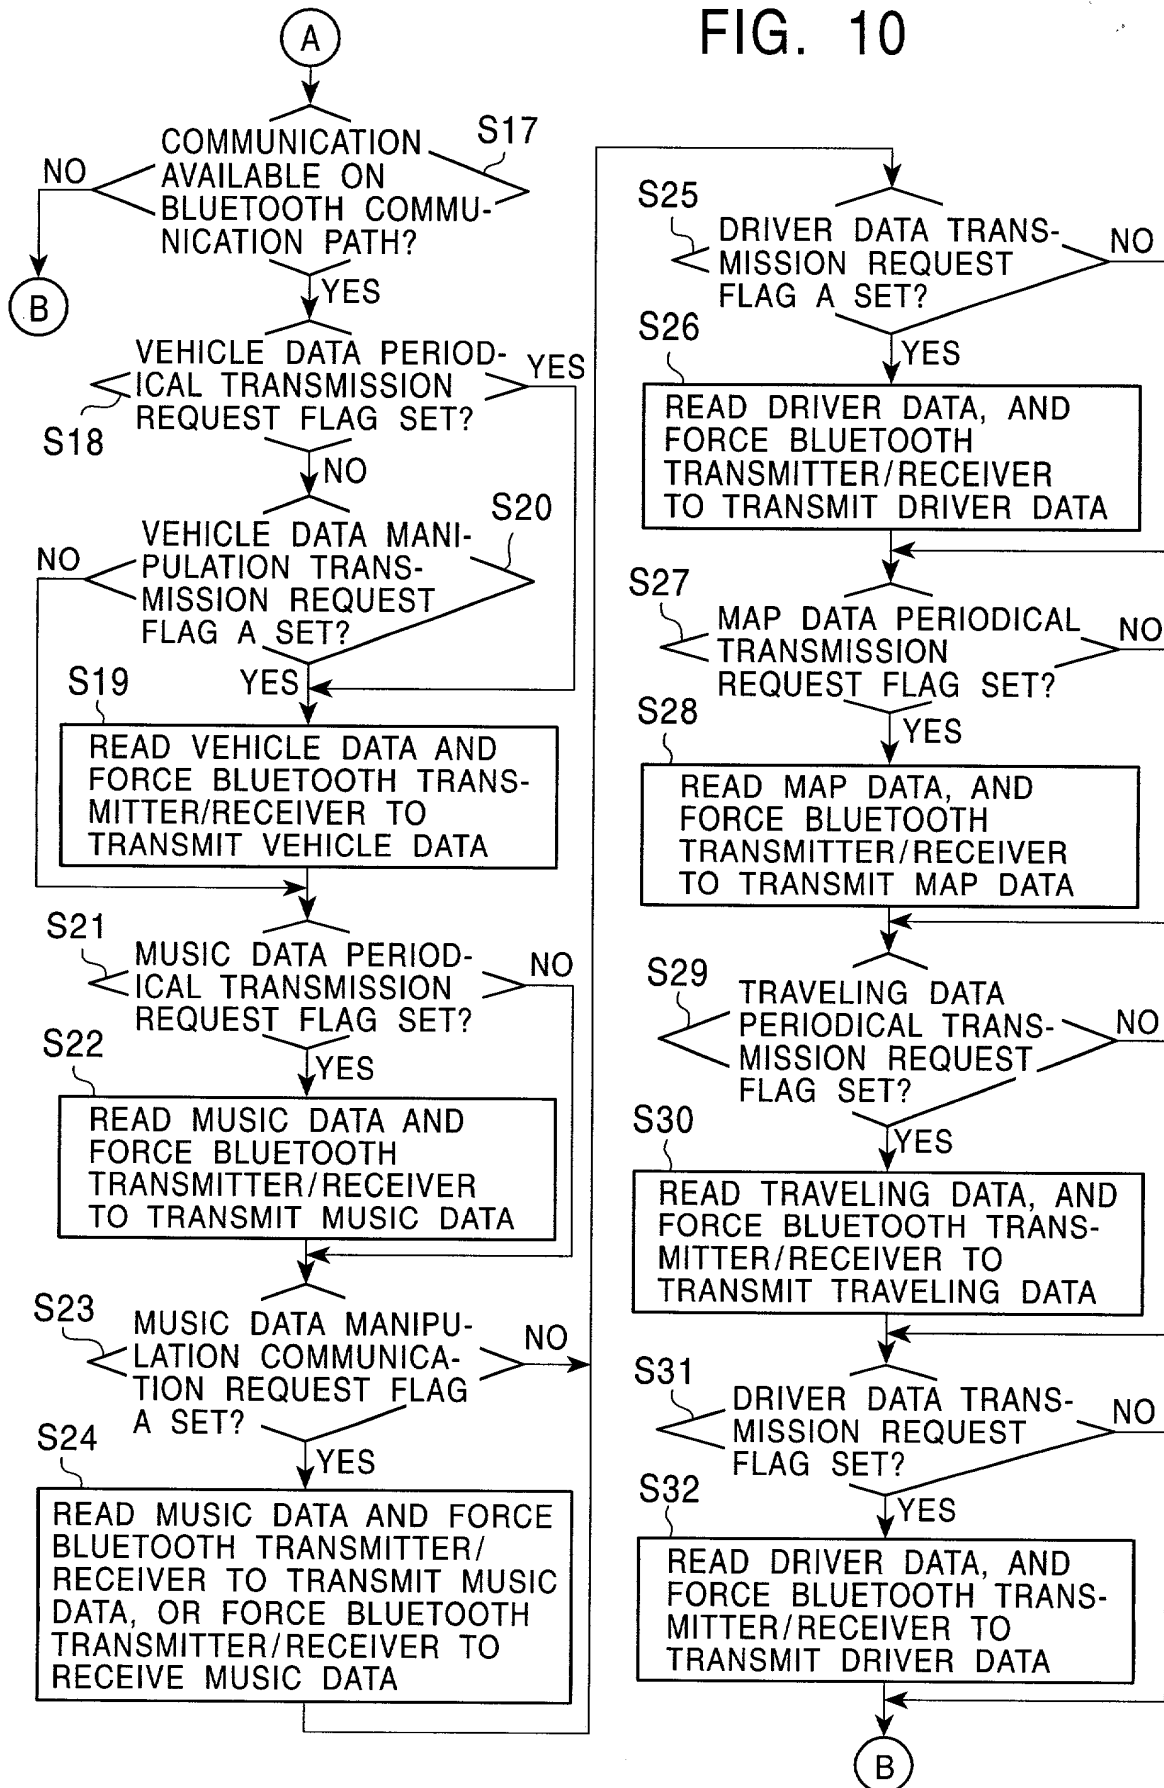 FIG. 10
A
COMMUNICATION
AVAILABLE ON
BLUETOOTH COMMU-
NICATION PATH?
S17
NO
B
YES
VEHICLE DATA PERIOD-
ICAL TRANSMISSION
REQUEST FLAG SET?
YES
S18
NO
VEHICLE DATA MANI-
PULATION TRANS-
MISSION REQUEST
FLAG A SET?
S20
NO
YES
S19
READ VEHICLE DATA AND
FORCE BLUETOOTH TRANS-
MITTER/RECEIVER TO
TRANSMIT VEHICLE DATA
S21
MUSIC DATA PERIOD-
ICAL TRANSMISSION
REQUEST FLAG SET?
NO
S22
YES
READ MUSIC DATA AND
FORCE BLUETOOTH
TRANSMITTER/RECEIVER
TO TRANSMIT MUSIC DATA
S23
MUSIC DATA MANIPU-
LATION COMMUNICA-
TION REQUEST FLAG
A SET?
NO
S24
YES
READ MUSIC DATA AND FORCE
BLUETOOTH TRANSMITTER/
RECEIVER TO TRANSMIT MUSIC
DATA, OR FORCE BLUETOOTH
TRANSMITTER/RECEIVER TO
RECEIVE MUSIC DATA
S25
DRIVER DATA TRANS-
MISSION REQUEST
FLAG A SET?
NO
S26
YES
READ DRIVER DATA, AND
FORCE BLUETOOTH
TRANSMITTER/RECEIVER
TO TRANSMIT DRIVER DATA
S27
MAP DATA PERIODICAL
TRANSMISSION
REQUEST FLAG SET?
NO
S28
YES
READ MAP DATA, AND
FORCE BLUETOOTH
TRANSMITTER/RECEIVER
TO TRANSMIT MAP DATA
S29
TRAVELING DATA
PERIODICAL TRANS-
MISSION REQUEST
FLAG SET?
NO
S30
YES
READ TRAVELING DATA, AND
FORCE BLUETOOTH TRANS-
MITTER/RECEIVER TO
TRANSMIT TRAVELING DATA
S31
DRIVER DATA TRANS-
MISSION REQUEST
FLAG SET?
NO
S32
YES
READ DRIVER DATA, AND
FORCE BLUETOOTH TRANS-
MITTER/RECEIVER TO
TRANSMIT DRIVER DATA
B